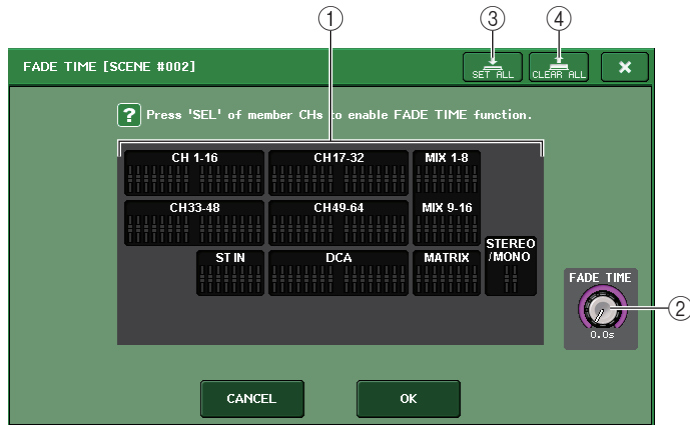 ① ③ ④
FADE TIME [SCENE #002]
SET ALL
CLEAR ALL
×
? Press 'SEL' of member CHs to enable FADE TIME function.
CH 1-16
CH17-32
MIX 1-8
CH33-48
CH49-64
MIX 9-16
ST IN
DCA
MATRIX
STEREO
/MONO
FADE TIME
②
0.0s
CANCEL
OK